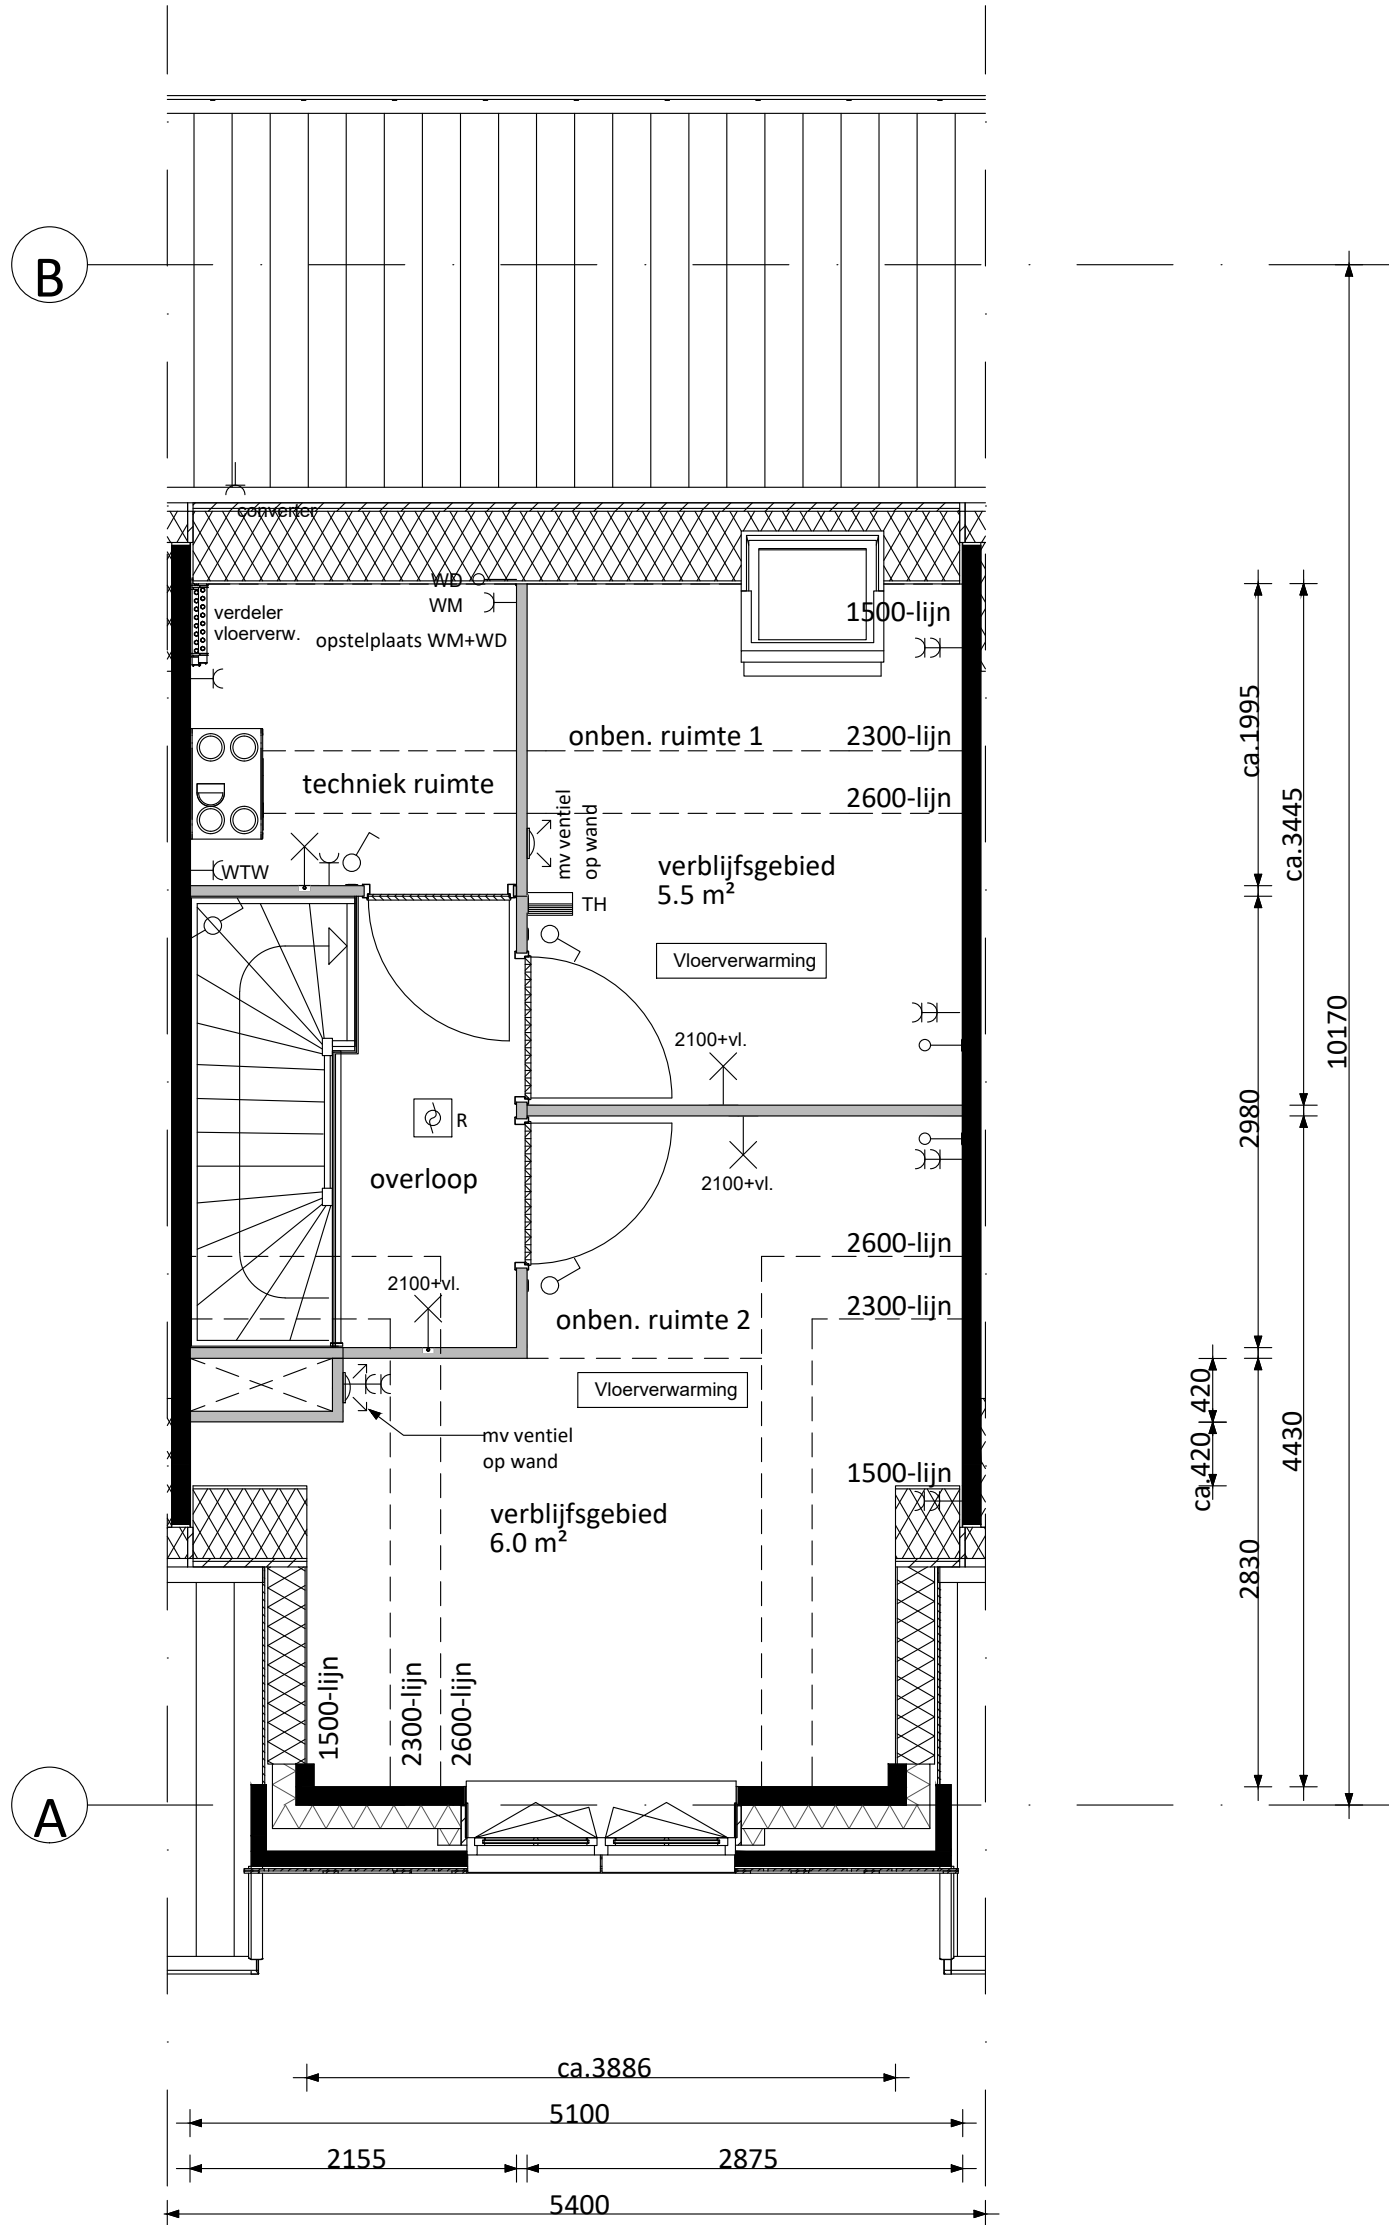 B
converter
WD
WM
verdeler
vloerverw.
opstelplaats WM+WD
1500-lijn
onben. ruimte 1
2300-lijn
techniek ruimte
2600-lijn
mv ventiel
op wand
verblijfsgebied
5.5 m²
WTW
TH
Vloerverwarming
2100+vl.
R
overloop
2100+vl.
2600-lijn
2100+vl.
2300-lijn
onben. ruimte 2
Vloerverwarming
mv ventiel
op wand
1500-lijn
verblijfsgebied
6.0 m²
1500-lijn
2300-lijn
2600-lijn
A
ca.1995
ca.3445
10170
2980
420
ca.420
4430
2830
ca.3886
5100
2155
2875
5400